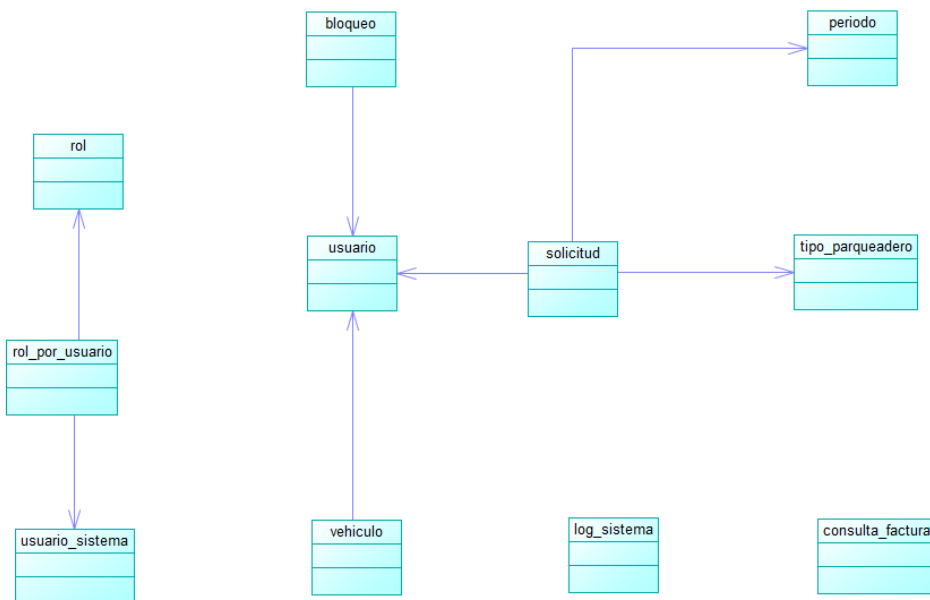 bloqueo
periodo
rol
usuario
solicitud
tipo_parqueadero
rol_por_usuario
usuario_sistema
vehiculo
log_sistema
consulta_factura